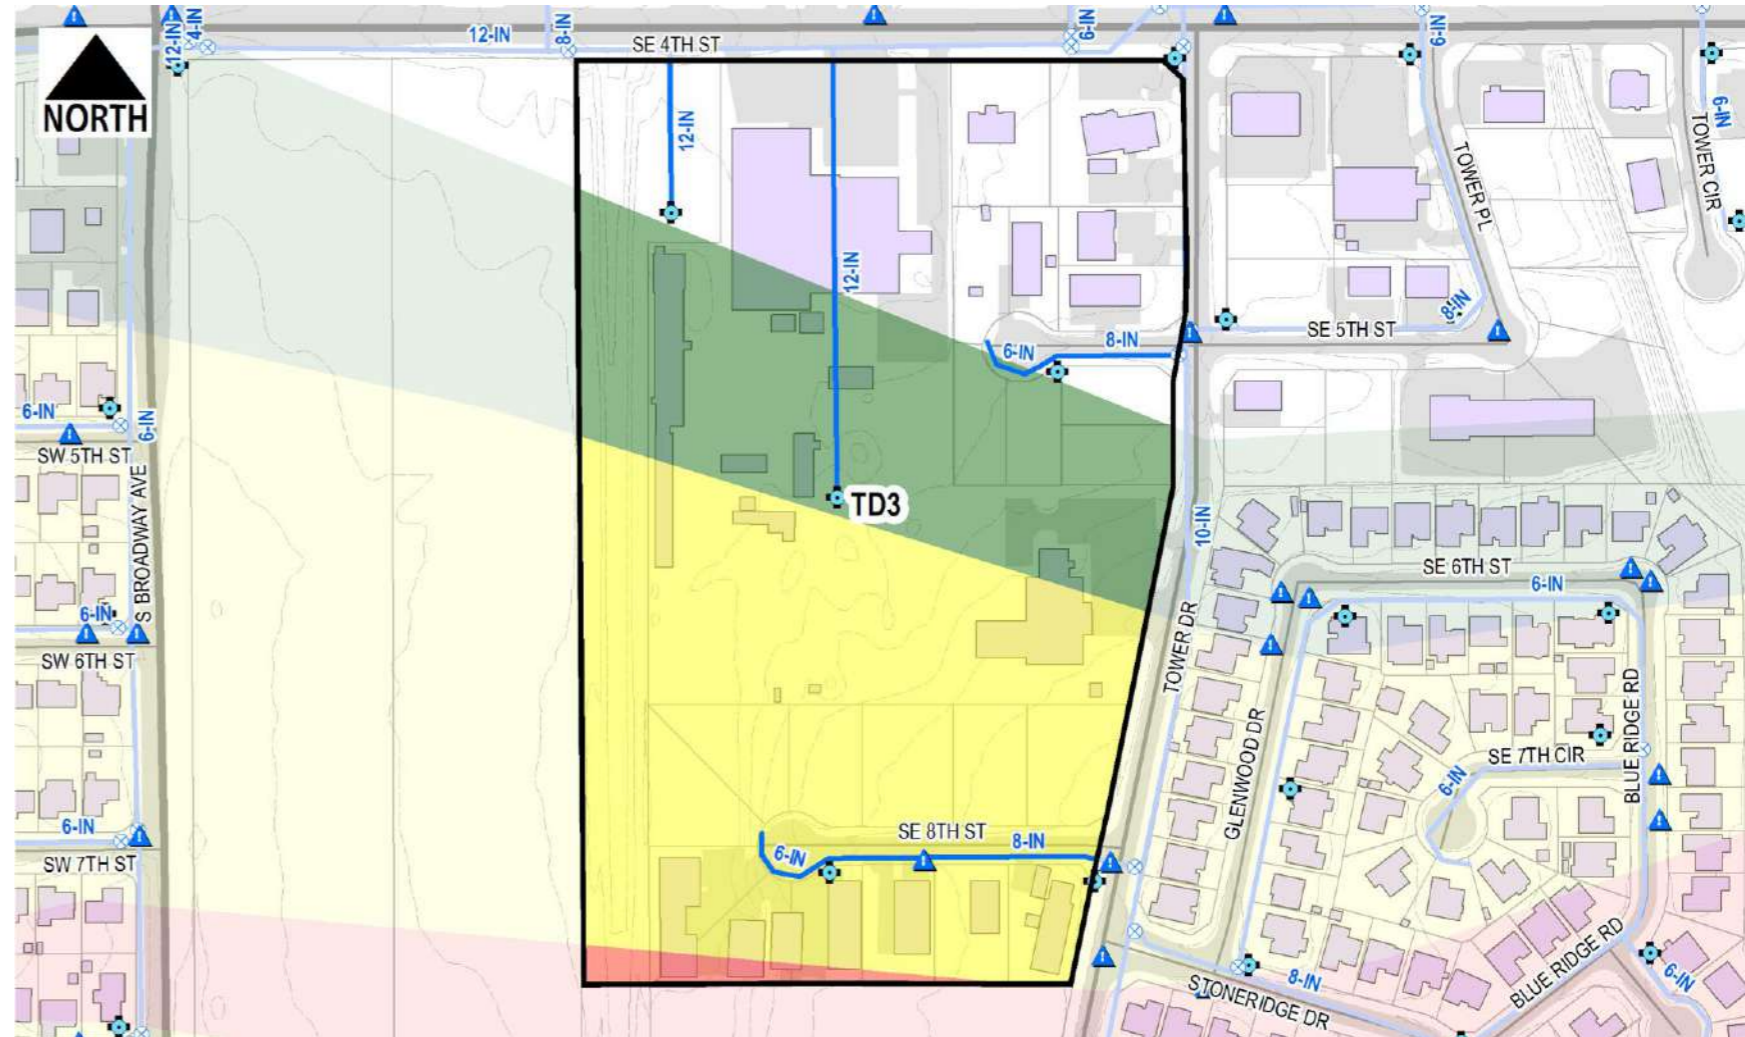 NORTH
12-IN
4-IN
12-IN
8-IN
SE 4TH ST
6-IN
6-IN
6-IN
TOWER CIR
TOWER PL
12-IN
12-IN
8-IN
6-IN
8-IN
SE 5TH ST
6-IN
6-IN
SW 5TH ST
S BROADWAY AVE
TD3
10-IN
SE 6TH ST
6-IN
6-IN
SW 6TH ST
TOWER DR
GLENWOOD DR
BLUE RIDGE RD
SE 7TH CIR
6-IN
6-IN
SW 7TH ST
SE 8TH ST
8-IN
6-IN
STONERIDGE DR
8-IN
BLUE RIDGE RD
6-IN